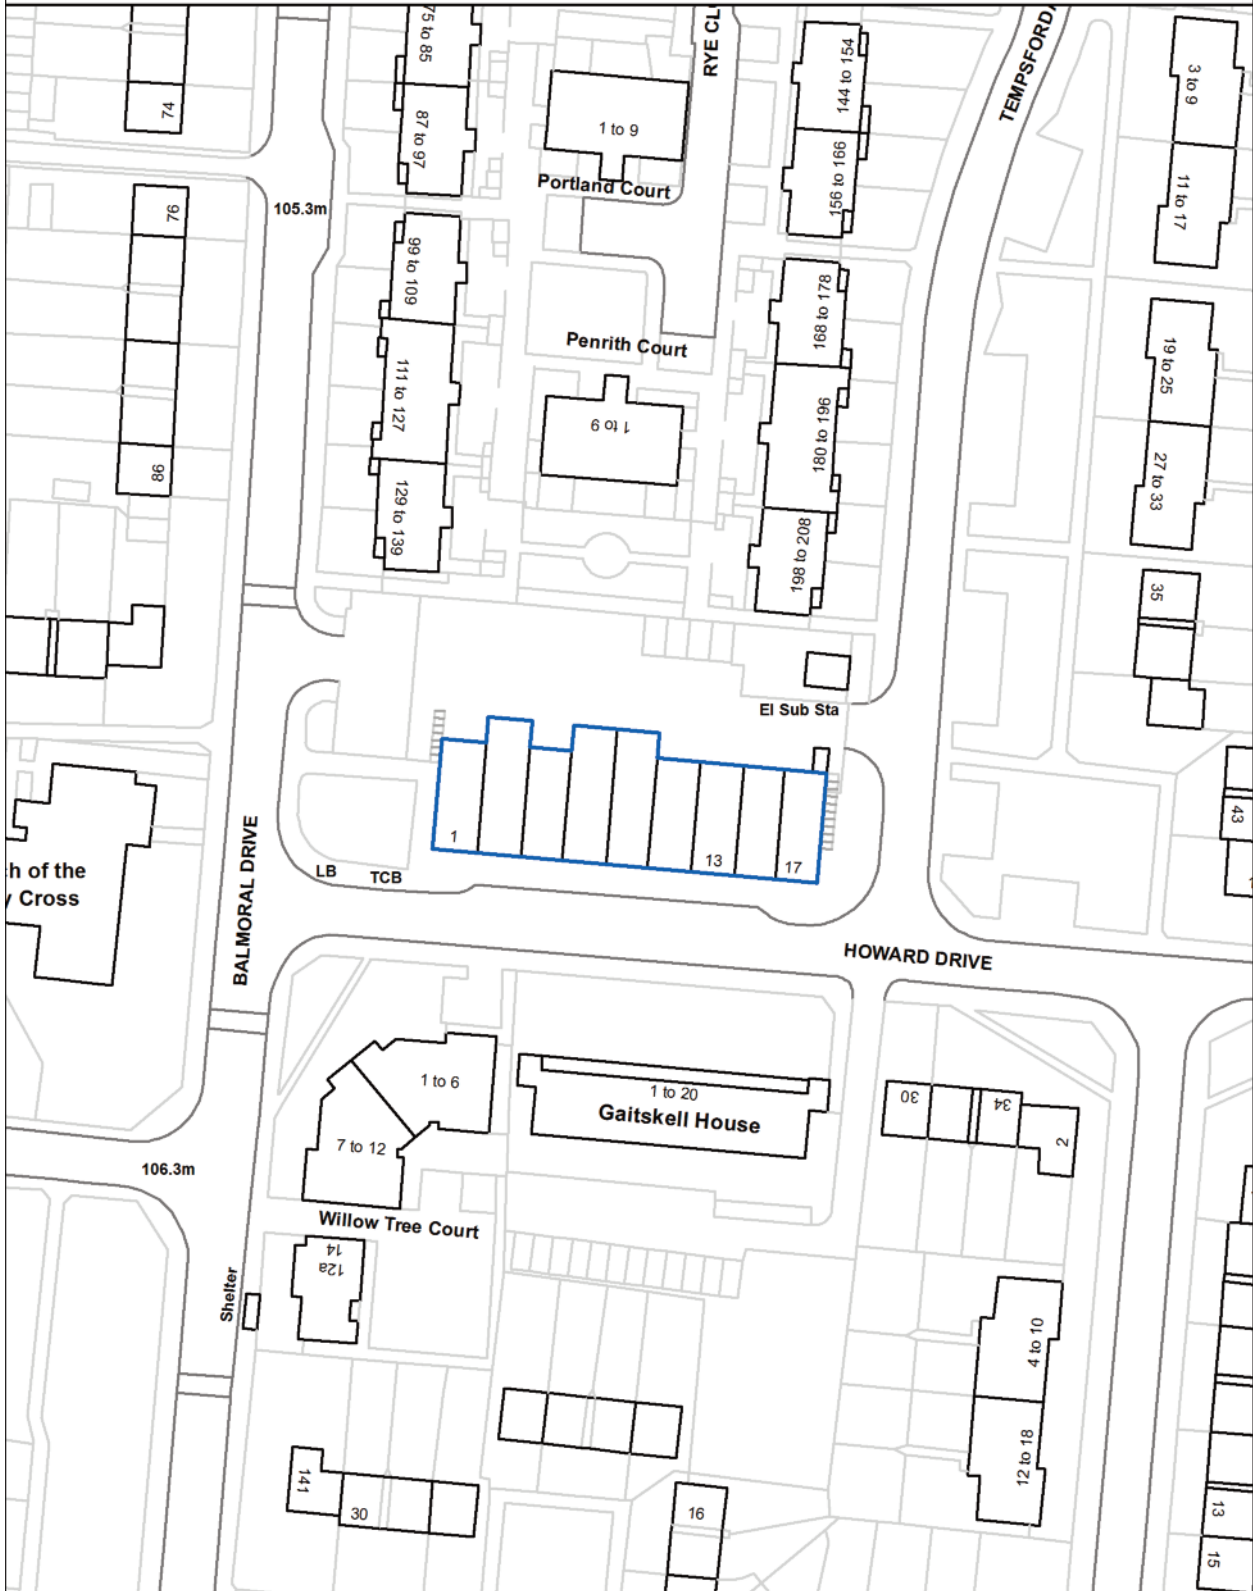 75 to 85
RYE CL
144 to 154
TEMPSFORD
3 to 9
74
87 to 97
1 to 9
Portland Court
156 to 166
11 to 17
76
105.3m
99 to 109
168 to 178
Penrith Court
19 to 25
111 to 127
1 to 9
180 to 196
86
27 to 33
129 to 139
198 to 208
35
El Sub Sta
1
13
17
43
LB
TCB
BALMORAL DRIVE
h of the
y Cross
HOWARD DRIVE
1 to 6
1 to 20
Gaitskell House
30
34
2
7 to 12
106.3m
Willow Tree Court
14
12a
Shelter
4 to 10
12 to 18
141
30
16
13
15